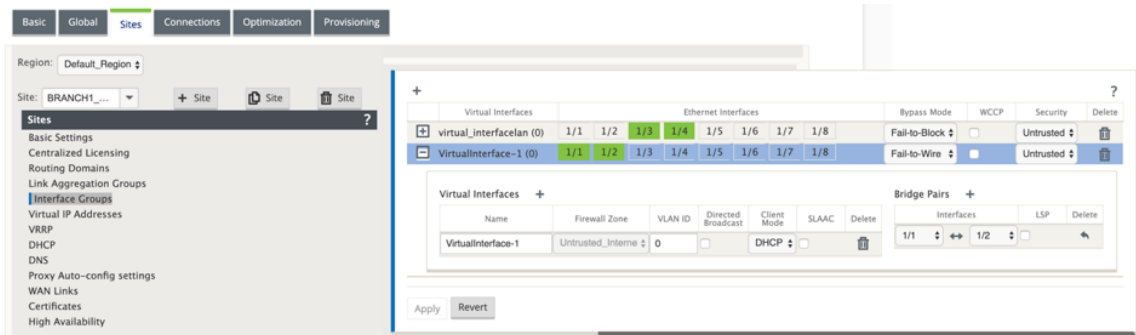 Basic Global Sites Connections Optimization Provisioning
Region: Default_Region
Site: BRANCH1_... + Site Site Site
Sites ?
Basic Settings
Centralized Licensing
Routing Domains
Link Aggregation Groups
Interface Groups
Virtual IP Addresses
VRRP
DHCP
DNS
Proxy Auto-config settings
WAN Links
Certificates
High Availability
+ ?
Virtual Interfaces Ethernet Interfaces Bypass Mode WCCP Security Delete
+ virtual_interfacelan (0) 1/1 1/2 1/3 1/4 1/5 1/6 1/7 1/8 Fail-to-Block Untrusted
− VirtualInterface-1 (0) 1/1 1/2 1/3 1/4 1/5 1/6 1/7 1/8 Fail-to-Wire Untrusted
Virtual Interfaces + Bridge Pairs +
Name Firewall Zone VLAN ID Directed Broadcast Client Mode SLAAC Delete Interfaces LSP Delete
VirtualInterface-1 Untrusted_Interne 0 DHCP 1/1 ↔ 1/2
Apply Revert